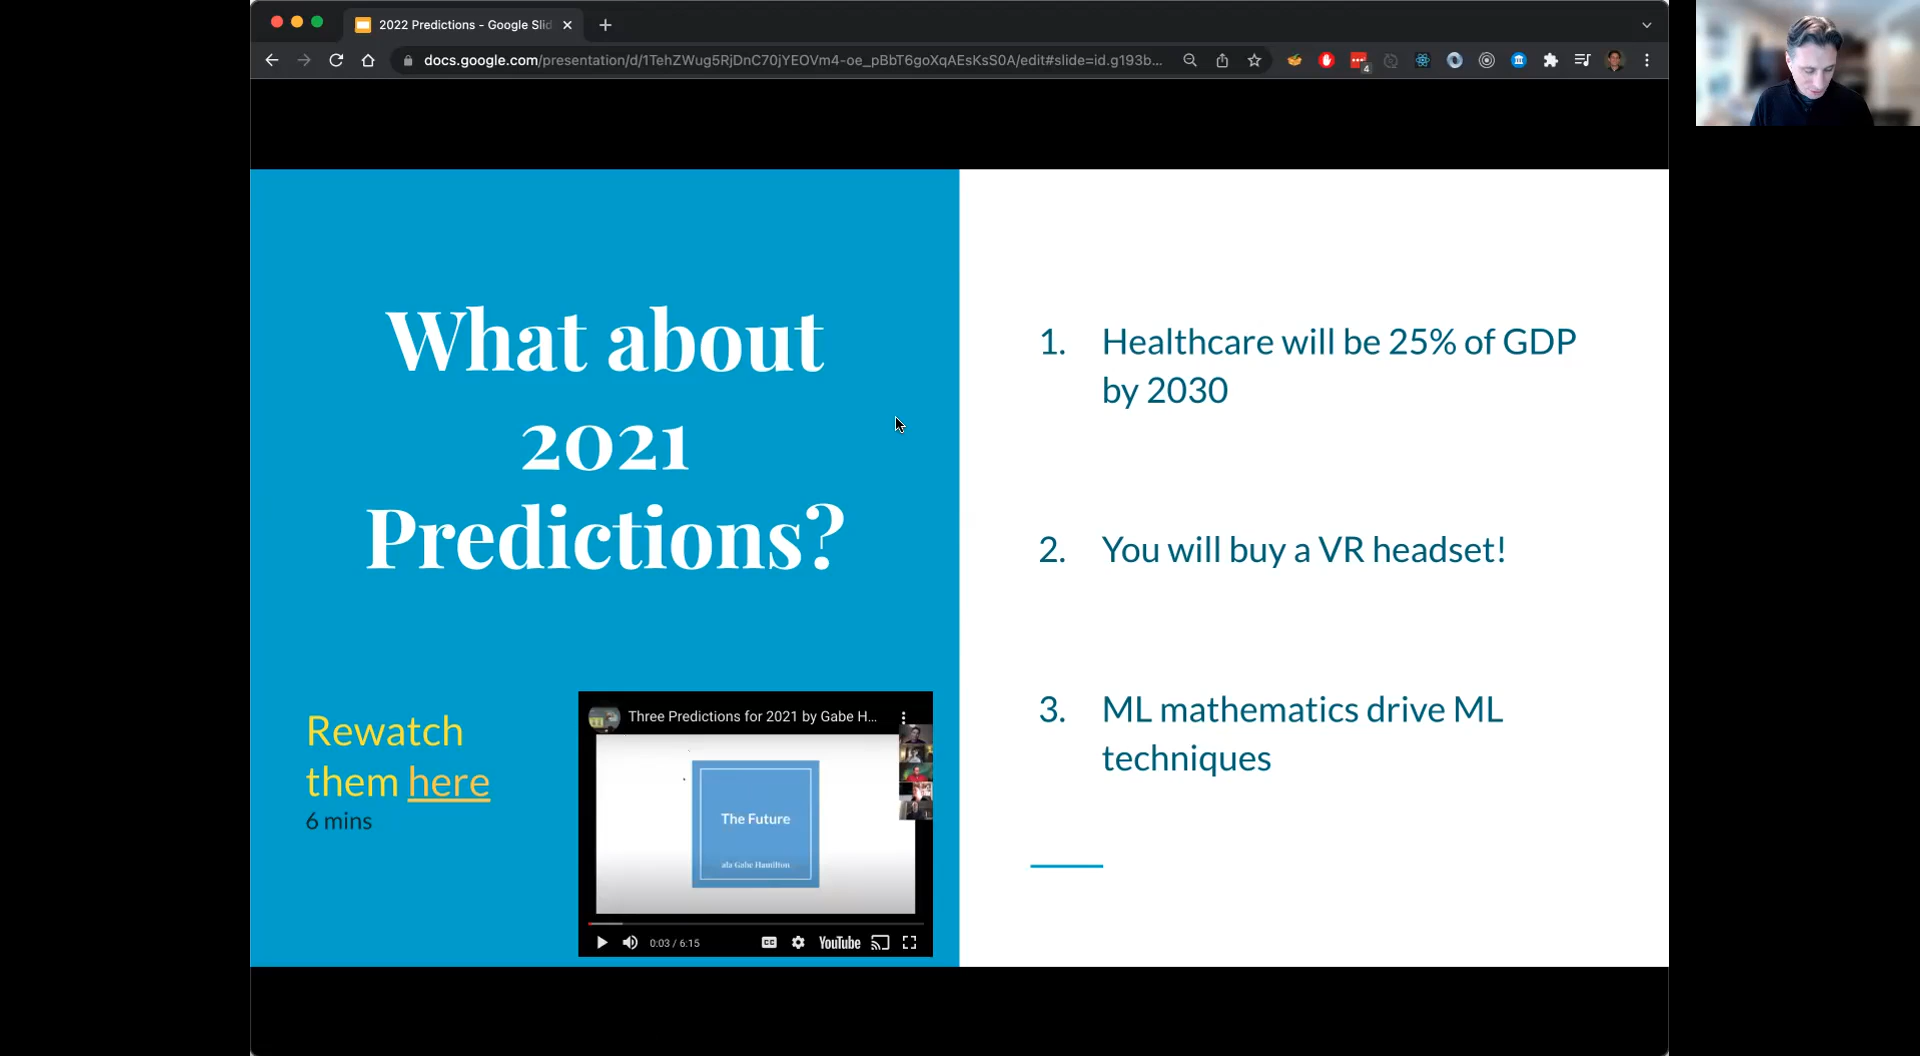 2022 Predictions - Google Slid
docs.google.com/presentation/d/1TehZWug5RjDnC70jYEOVm4-oe_pBbT6goXqAEsKsS0A/edit#slide=id.g193b...
4
What about
2021
Predictions?
Rewatch
them here
6 mins
Three Predictions for 2021 by Gabe H...
The Future
ala Gabe Hamilton
0:03 / 6:15
CC
YouTube
1. Healthcare will be 25% of GDP
by 2030
2. You will buy a VR headset!
3. ML mathematics drive ML
techniques